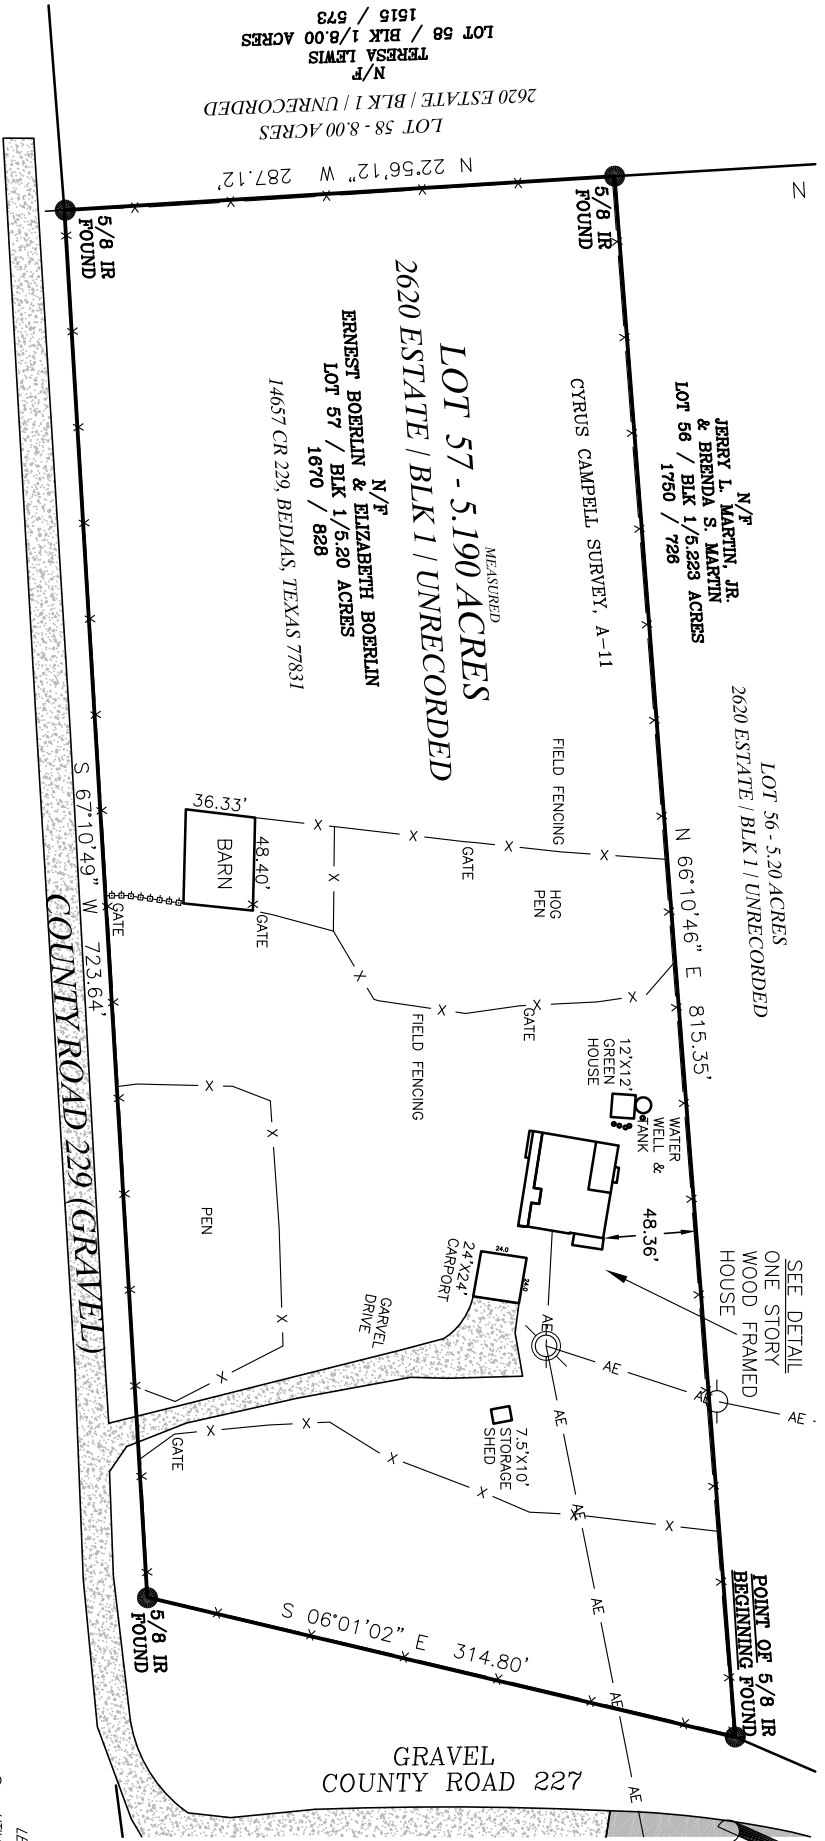 LOT 58 - 8.00 ACRES
2620 ESTATE / BLK 1 / UNRECORDED
N/F
TERESA LEWIS
LOT 58 / BLK 1/8.00 ACRES
1515 / 573
N 22°56'12" W 287.12'
N
5/8 IR
FOUND
5/8 IR
FOUND
N/F
JERRY L. MARTIN, JR.
& BRENDA S. MARTIN
LOT 56 / BLK 1/5.223 ACRES
1750 / 726
LOT 56 - 5.20 ACRES
2620 ESTATE / BLK 1 / UNRECORDED
CYRUS CAMPELL SURVEY, A-11
MEASURED
LOT 57 - 5.190 ACRES
2620 ESTATE / BLK 1 / UNRECORDED
N/F
ERNEST BOERLIN & ELIZABETH BOERLIN
LOT 57 / BLK 1/5.20 ACRES
1670 / 828
14657 CR 229, BEDIAS, TEXAS 77831
N 66°10'46" E 815.35'
FIELD FENCING
GATE
HOG
PEN
36.33'
48.40'
BARN
GATE
GATE
S 67°10'49" W 723.64'
COUNTY ROAD 229 (GRAVEL)
GATE
FIELD FENCING
12'X12'
GREEN
HOUSE
WATER
WELL &
TANK
48.36'
SEE DETAIL
ONE STORY
WOOD FRAMED
HOUSE
PEN
24.0
24.0
24'X24'
CARPORT
GARVEL
DRIVE
AE
AE
AE
AE
AE
AE
AE
AE
AE
7.5'X10'
STORAGE
SHED
GATE
POINT OF 5/8 IR
BEGINNING FOUND
5/8 IR
FOUND
S 06°01'02" E 314.80'
GRAVEL
COUNTY ROAD 227